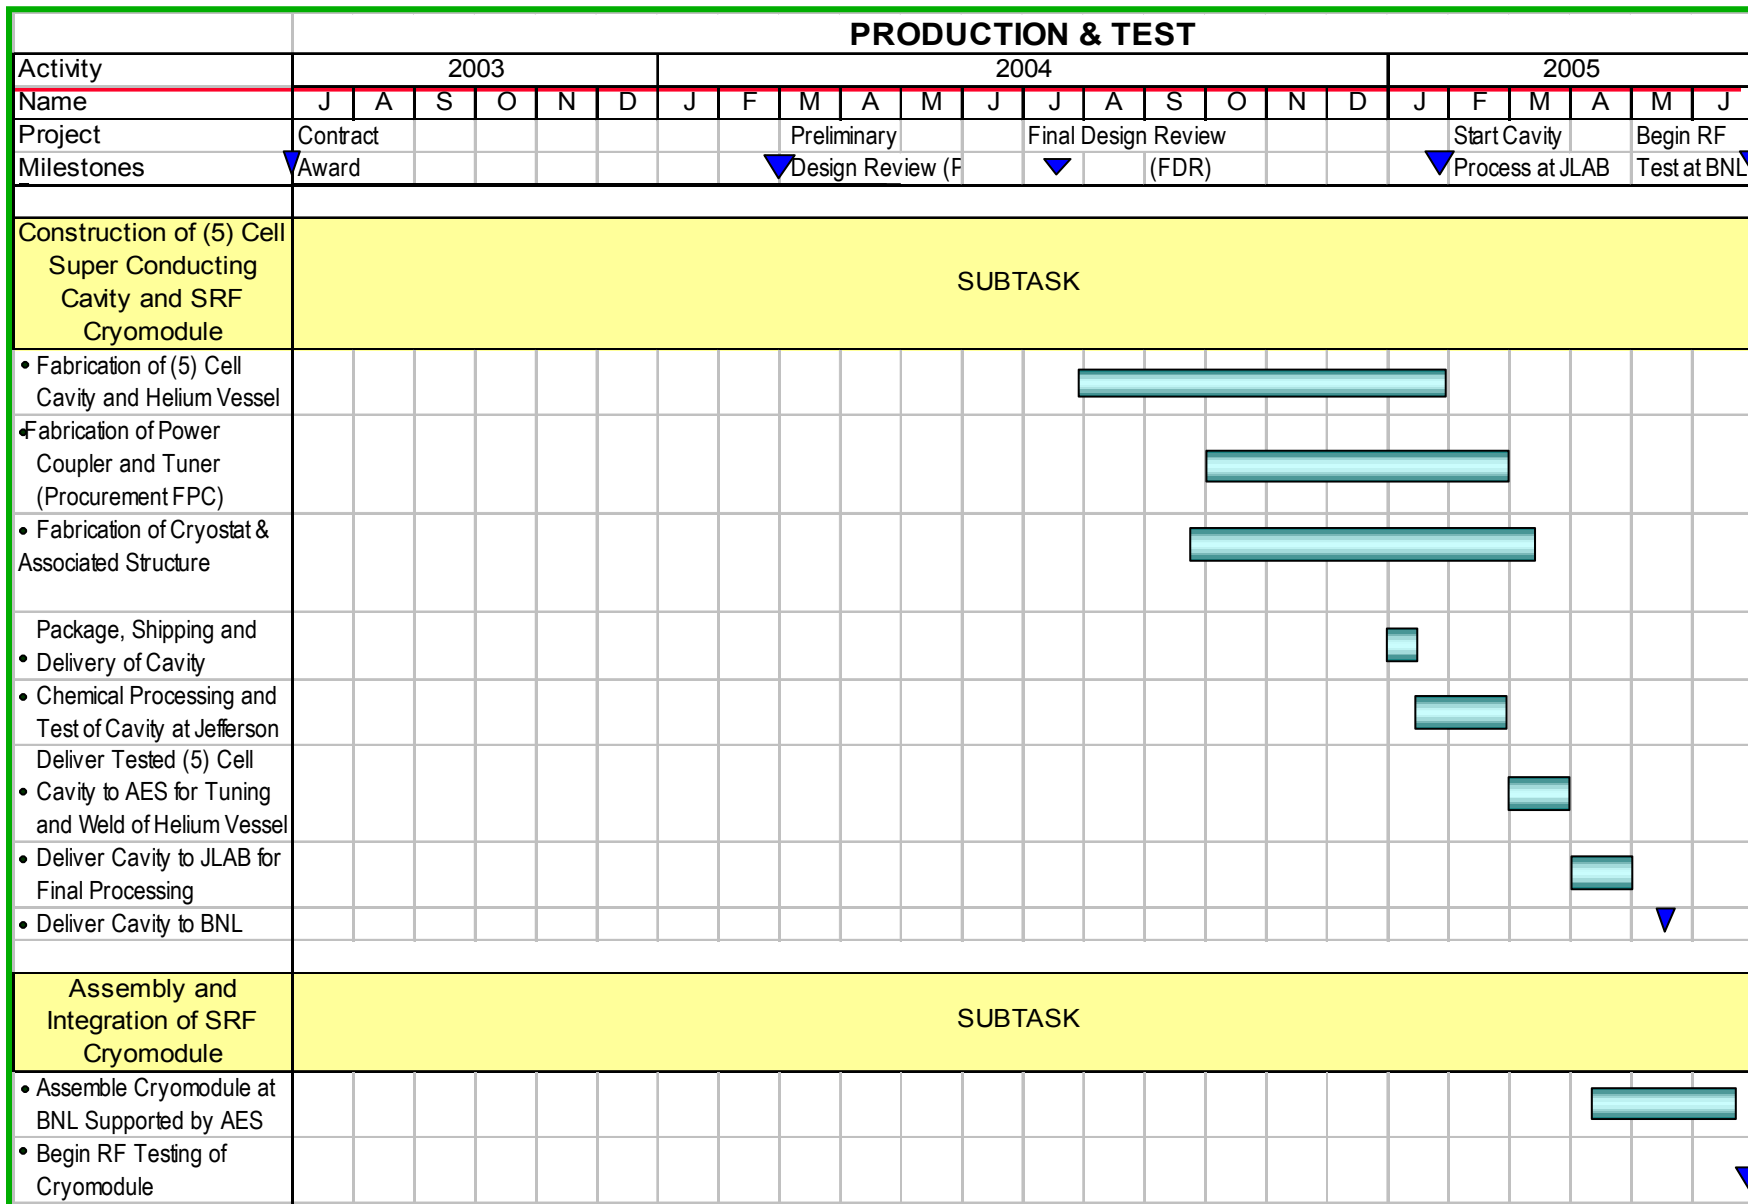 PRODUCTION & TEST
Activity 2003 2004 2005
Name J A S O N D J F M A M J J A S O N D J F M A M J
Project Contract Preliminary Final Design Review Start Cavity Begin RF
Milestones Award Design Review (F (FDR) Process at JLAB Test at BNL
Construction of (5) Cell
Super Conducting
Cavity and SRF
Cryomodule
SUBTASK
• Fabrication of (5) Cell
Cavity and Helium Vessel
•Fabrication of Power
Coupler and Tuner
(Procurement FPC)
• Fabrication of Cryostat &
Associated Structure
Package, Shipping and
• Delivery of Cavity
• Chemical Processing and
Test of Cavity at Jefferson
Deliver Tested (5) Cell
• Cavity to AES for Tuning
and Weld of Helium Vessel
• Deliver Cavity to JLAB for
Final Processing
• Deliver Cavity to BNL
Assembly and
Integration of SRF
Cryomodule
SUBTASK
• Assemble Cryomodule at
BNL Supported by AES
• Begin RF Testing of
Cryomodule